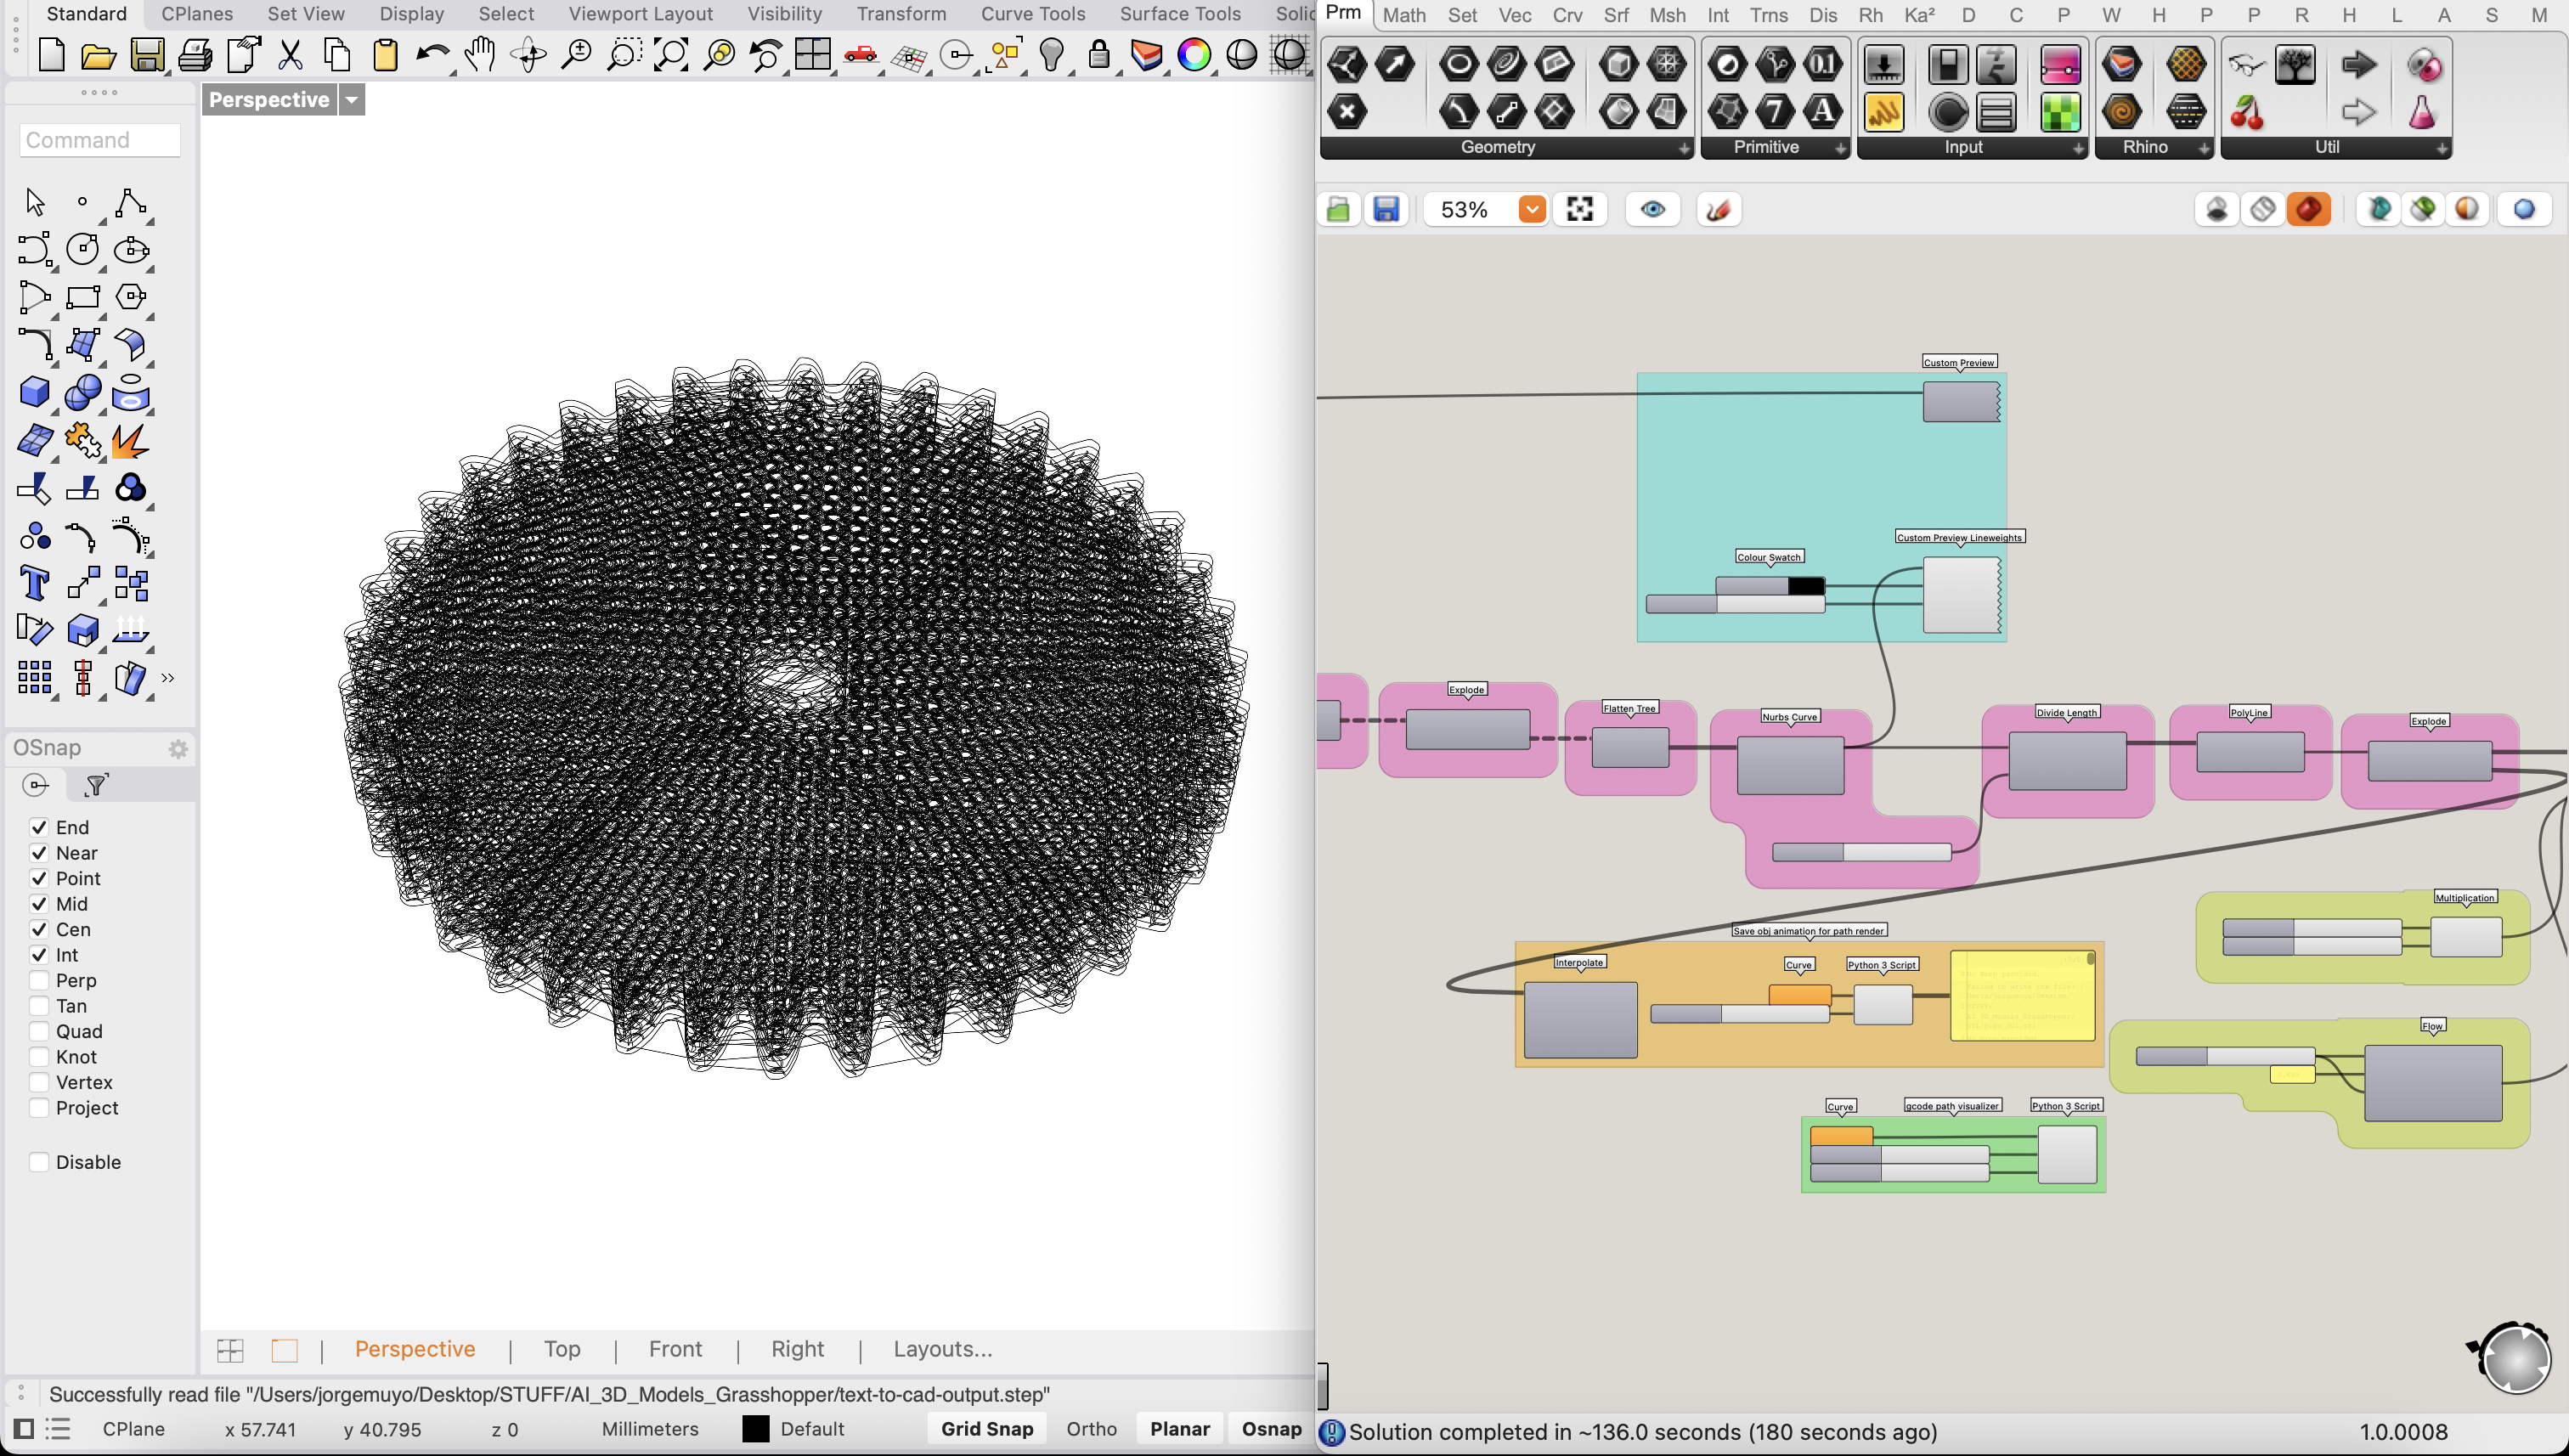 Standard CPlanes Set View Display Select Viewport Layout Visibility Transform Curve Tools Surface Tools
Perspective
Command
OSnap
End
Near
Point
Mid
Cen
Int
Perp
Tan
Quad
Knot
Vertex
Project
Disable
Perspective | Top | Front | Right | Layouts...
Successfully read file "/Users/jorgemuyo/Desktop/STUFF/AI_3D_Models_Grasshopper/text-to-cad-output.step"
CPlane x 57.741 y 40.795 z 0 Millimeters Default Grid Snap Ortho Planar Osnap
Prm Math Set Vec Crv Srf Msh Int Trns Dis Rh Ka² D C P W H P P R H L A S M
Geometry Primitive Input Rhino Util
53%
Custom Preview
Custom Preview Lineweights
Colour Swatch
Explode
Flatten Tree
Nurbs Curve
Divide Length
PolyLine
Explode
Multiplication
Save obj animation for path render
Interpolate
Curve
Python 3 Script
Flow
Curve
gcode path visualizer
Python 3 Script
Solution completed in ~136.0 seconds (180 seconds ago)
1.0.0008